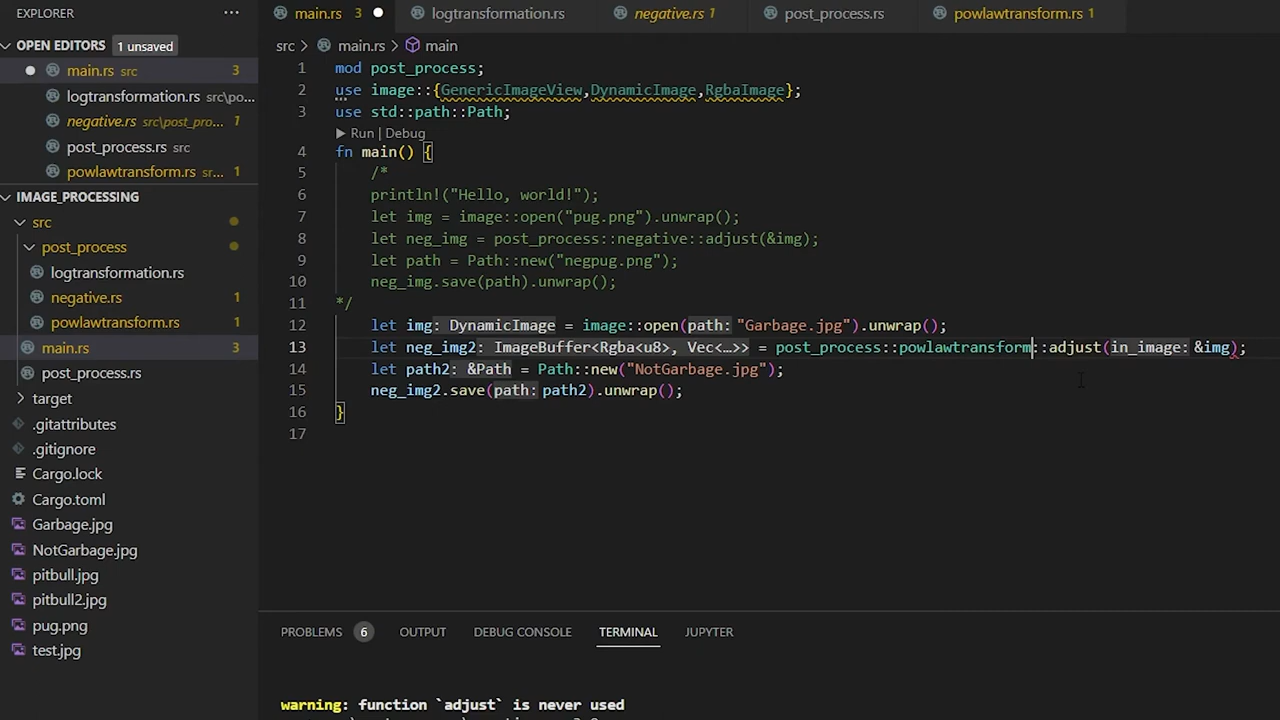 EXPLORER
OPEN EDITORS 1 unsaved
main.rs src 3
logtransformation.rs src\po...
negative.rs src\post_pro... 1
post_process.rs src
powlawtransform.rs sr... 1
IMAGE_PROCESSING
src
post_process
logtransformation.rs
negative.rs 1
powlawtransform.rs 1
main.rs 3
post_process.rs
target
.gitattributes
.gitignore
Cargo.lock
Cargo.toml
Garbage.jpg
NotGarbage.jpg
pitbull.jpg
pitbull2.jpg
pug.png
test.jpg
main.rs 3 logtransformation.rs negative.rs 1 post_process.rs powlawtransform.rs 1
src > main.rs > main
1 mod post_process;
2 use image::{GenericImageView,DynamicImage,RgbaImage};
3 use std::path::Path;
Run | Debug
4 fn main() {
5 /*
6 println!("Hello, world!");
7 let img = image::open("pug.png").unwrap();
8 let neg_img = post_process::negative::adjust(&img);
9 let path = Path::new("negpug.png");
10 neg_img.save(path).unwrap();
11 */
12 let img: DynamicImage = image::open(path: "Garbage.jpg").unwrap();
13 let neg_img2: ImageBuffer<Rgba<u8>, Vec<…>> = post_process::powlawtransform::adjust(in_image: &img);
14 let path2: &Path = Path::new("NotGarbage.jpg");
15 neg_img2.save(path: path2).unwrap();
16 }
17
PROBLEMS 6 OUTPUT DEBUG CONSOLE TERMINAL JUPYTER
warning: function `adjust` is never used